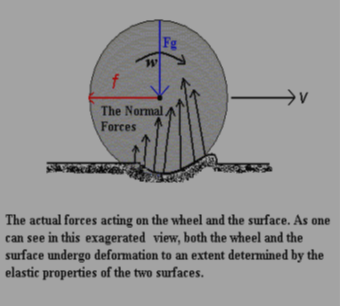 Fg
w
f
V
The Normal
Forces
The actual forces acting on the wheel and the surface. As one
can see in this exagerated view, both the wheel and the
surface undergo deformation to an extent determined by the
elastic properties of the two surfaces.